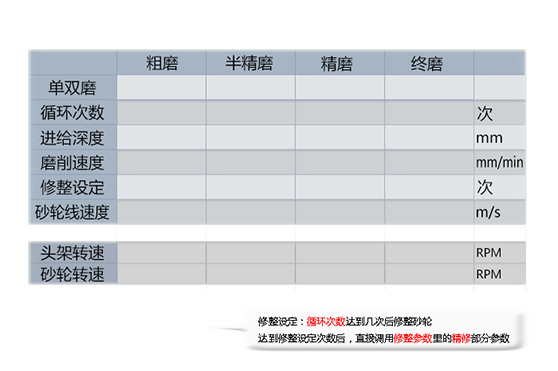 粗磨 半精磨 精磨 终磨
单双磨
循环次数 次
进给深度 mm
磨削速度 mm/min
修整设定 次
砂轮线速度 m/s
头架转速 RPM
砂轮转速 RPM
修整设定：循环次数达到几次后修整砂轮
达到修整设定次数后，直接调用修整参数里的精修部分参数